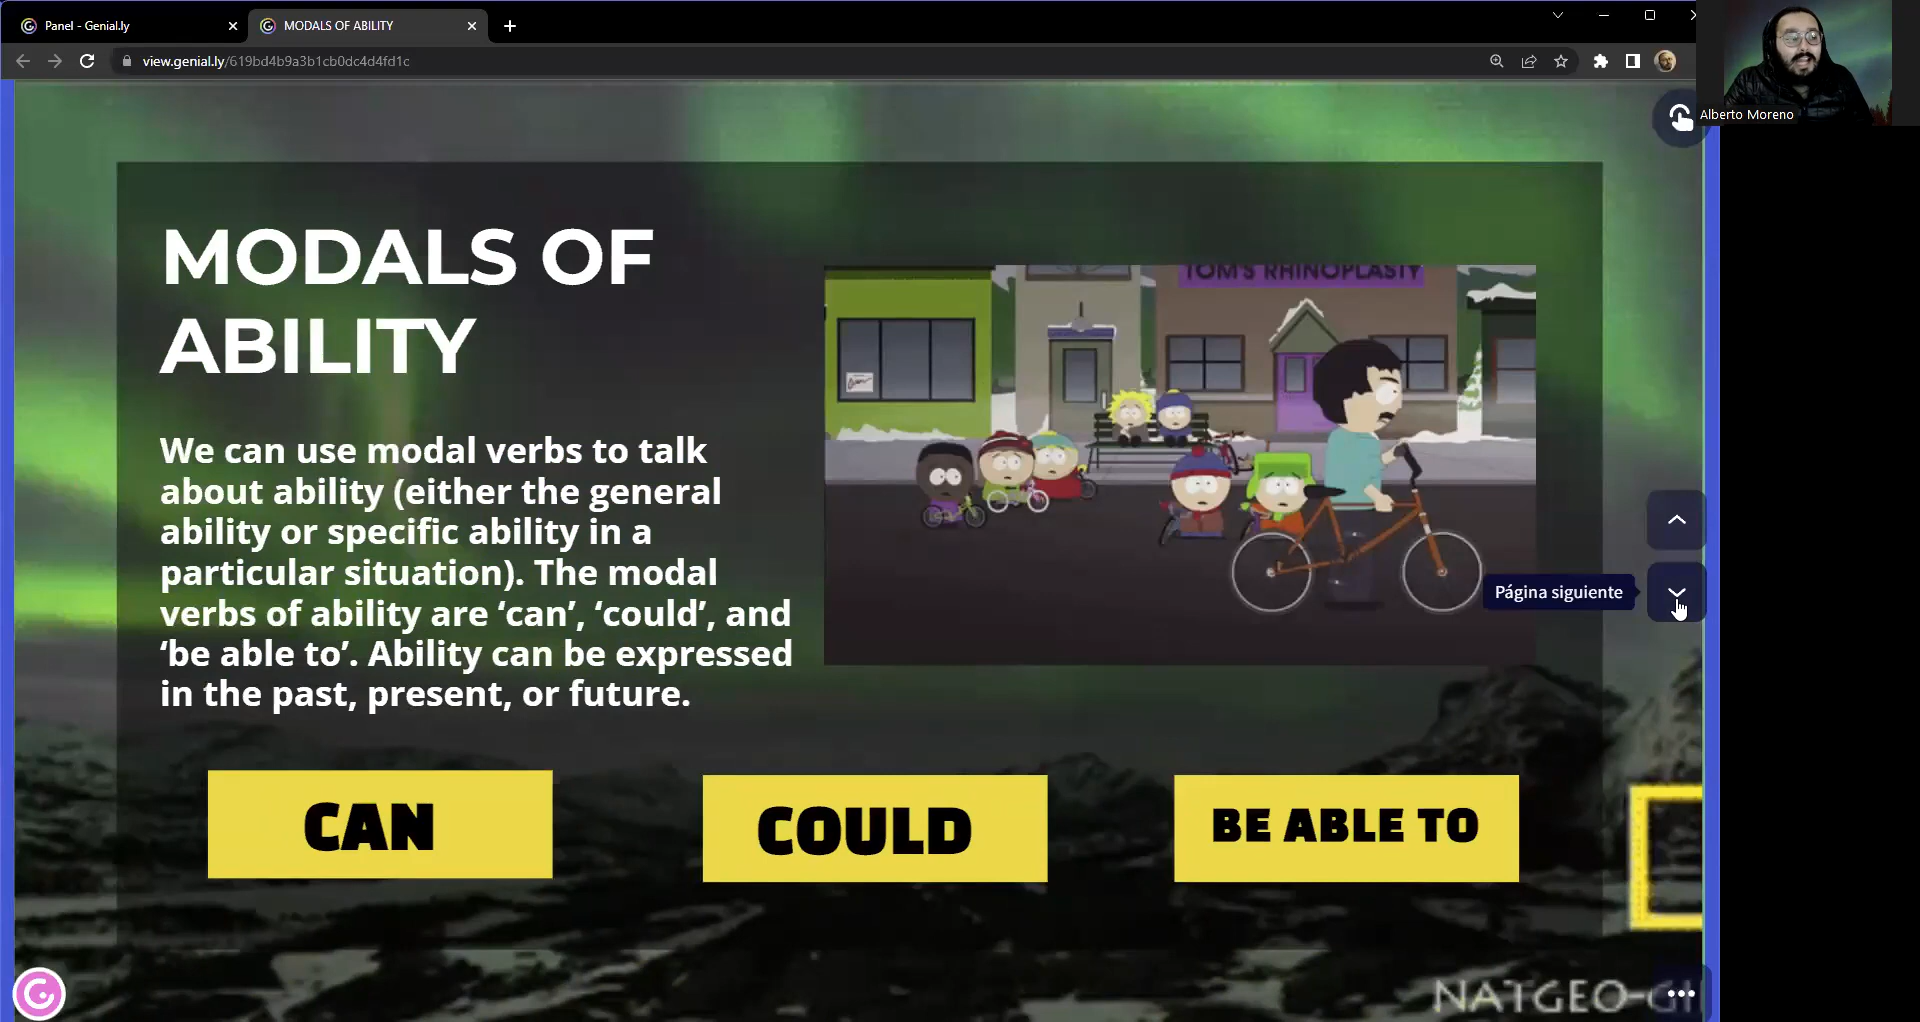 Panel - Genial.ly
MODALS OF ABILITY
view.genial.ly/619bd4b9a3b1cb0dc4d4fd1c
Alberto Moreno
MODALS OF
ABILITY
TOM'S RHINOPLASTY
We can use modal verbs to talk
about ability (either the general
ability or specific ability in a
particular situation). The modal
verbs of ability are ‘can’, ‘could’, and
‘be able to’. Ability can be expressed
in the past, present, or future.
Página siguiente
CAN
COULD
BE ABLE TO
NATGEO-GI